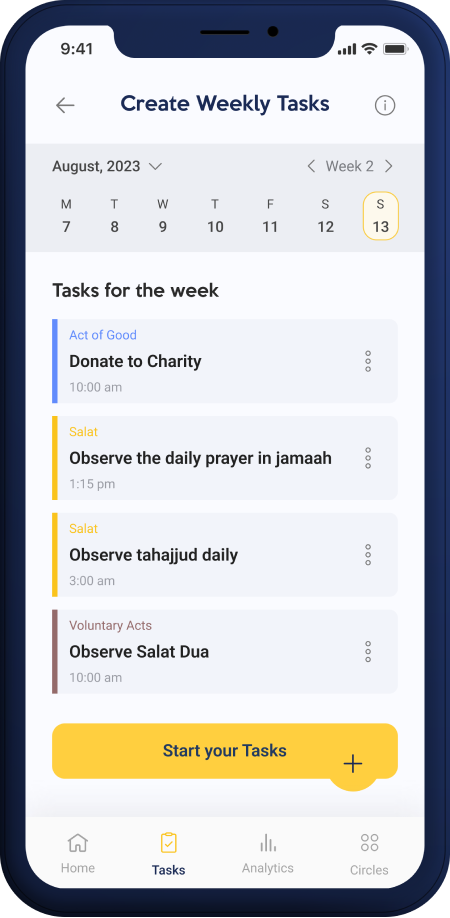 9:41
Create Weekly Tasks
August, 2023
Week 2
M T W T F S S
7 8 9 10 11 12 13
Tasks for the week
Act of Good
Donate to Charity
10:00 am
Salat
Observe the daily prayer in jamaah
1:15 pm
Salat
Observe tahajjud daily
3:00 am
Voluntary Acts
Observe Salat Dua
10:00 am
Start your Tasks
Home Tasks Analytics Circles